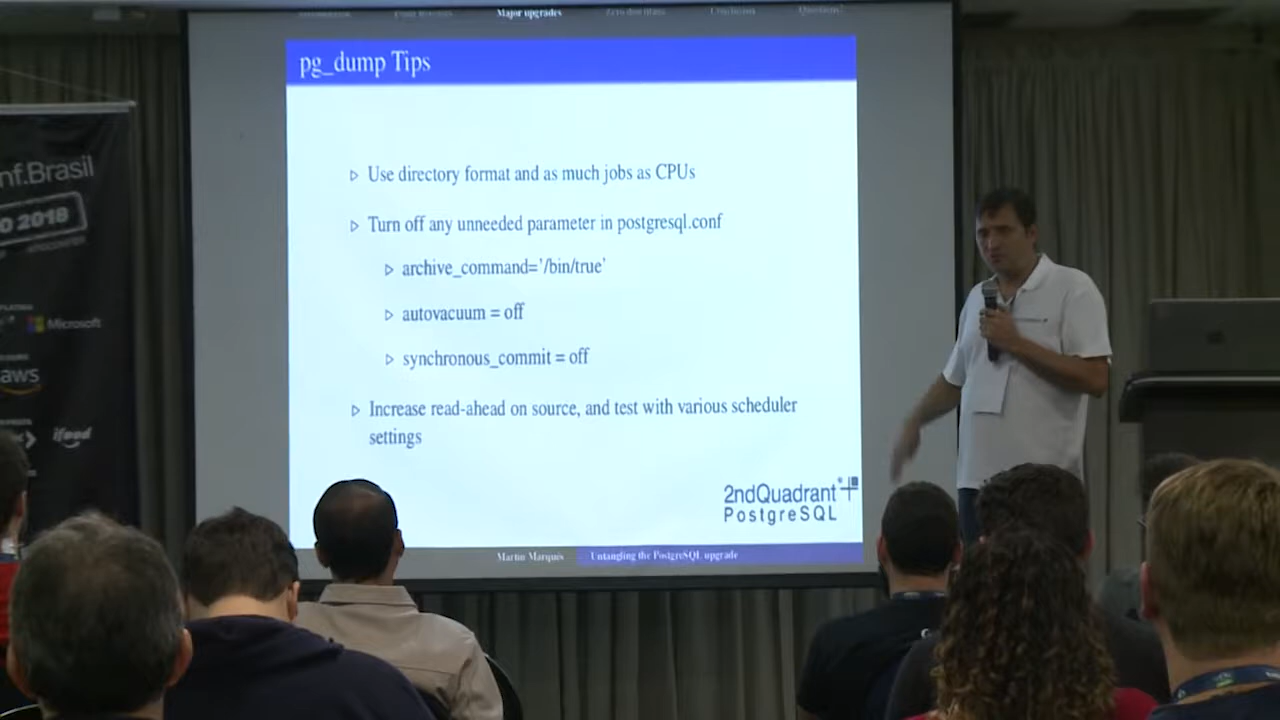 Major upgrades
pg_dump Tips
Use directory format and as much jobs as CPUs
Turn off any unneeded parameter in postgresql.conf
archive_command='/bin/true'
autovacuum = off
synchronous_commit = off
Increase read-ahead on source, and test with various scheduler
settings
2ndQuadrant
PostgreSQL
Martín Marqués
Untangling the PostgreSQL upgrade
nf.Brasil
O 2018
Microsoft
aws
ifood